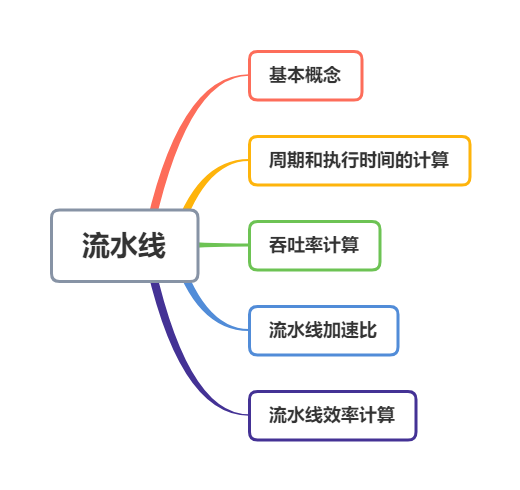 流水线
基本概念
周期和执行时间的计算
吞吐率计算
流水线加速比
流水线效率计算